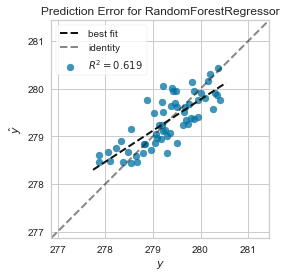 Prediction Error for RandomForestRegressor
best fit
identity
R² = 0.619
ŷ
281
280
279
278
277
277
278
279
280
281
y